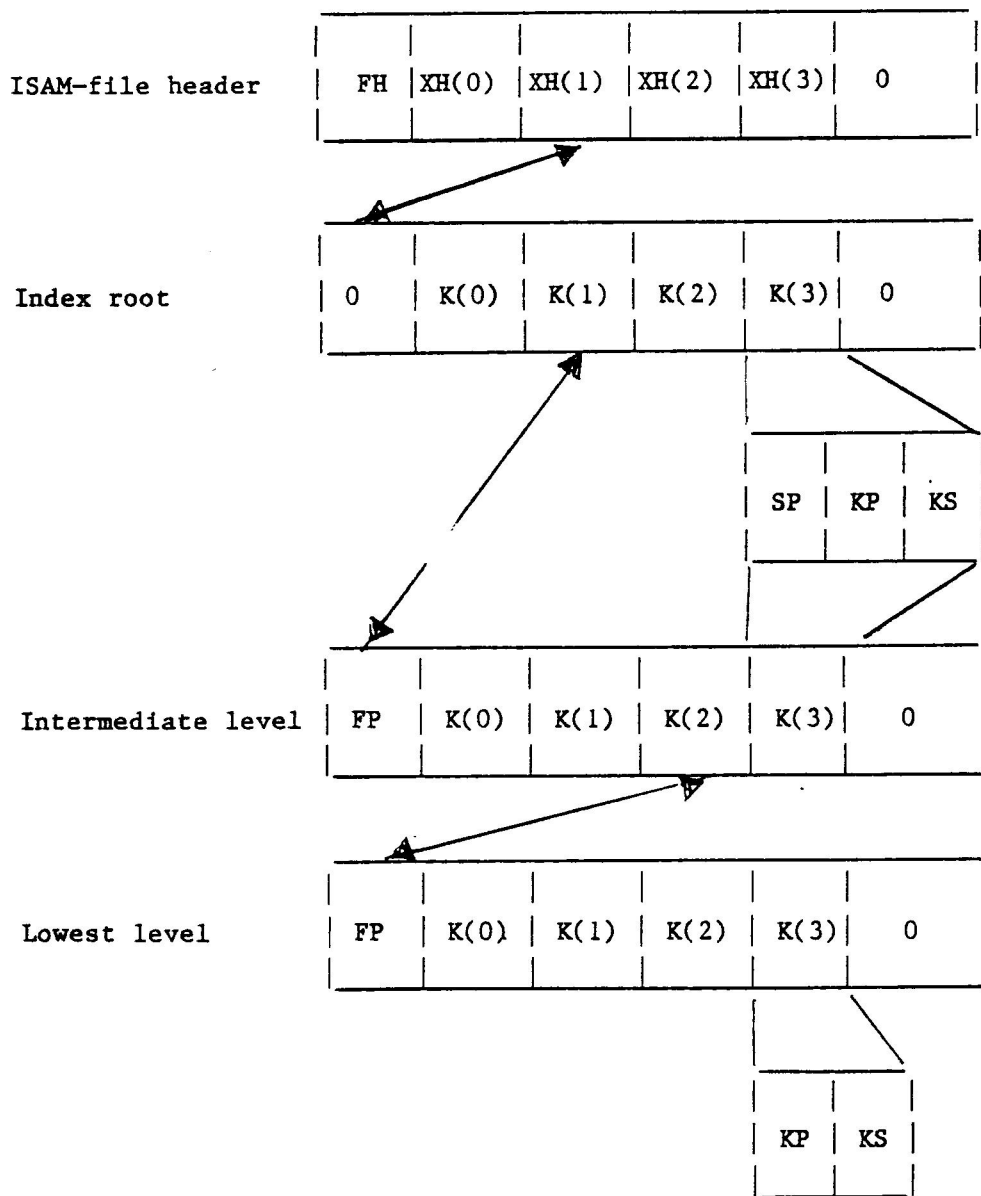 ISAM-file header FH XH(0) XH(1) XH(2) XH(3) 0
Index root 0 K(0) K(1) K(2) K(3) 0
SP KP KS
Intermediate level FP K(0) K(1) K(2) K(3) 0
Lowest level FP K(0) K(1) K(2) K(3) 0
KP KS